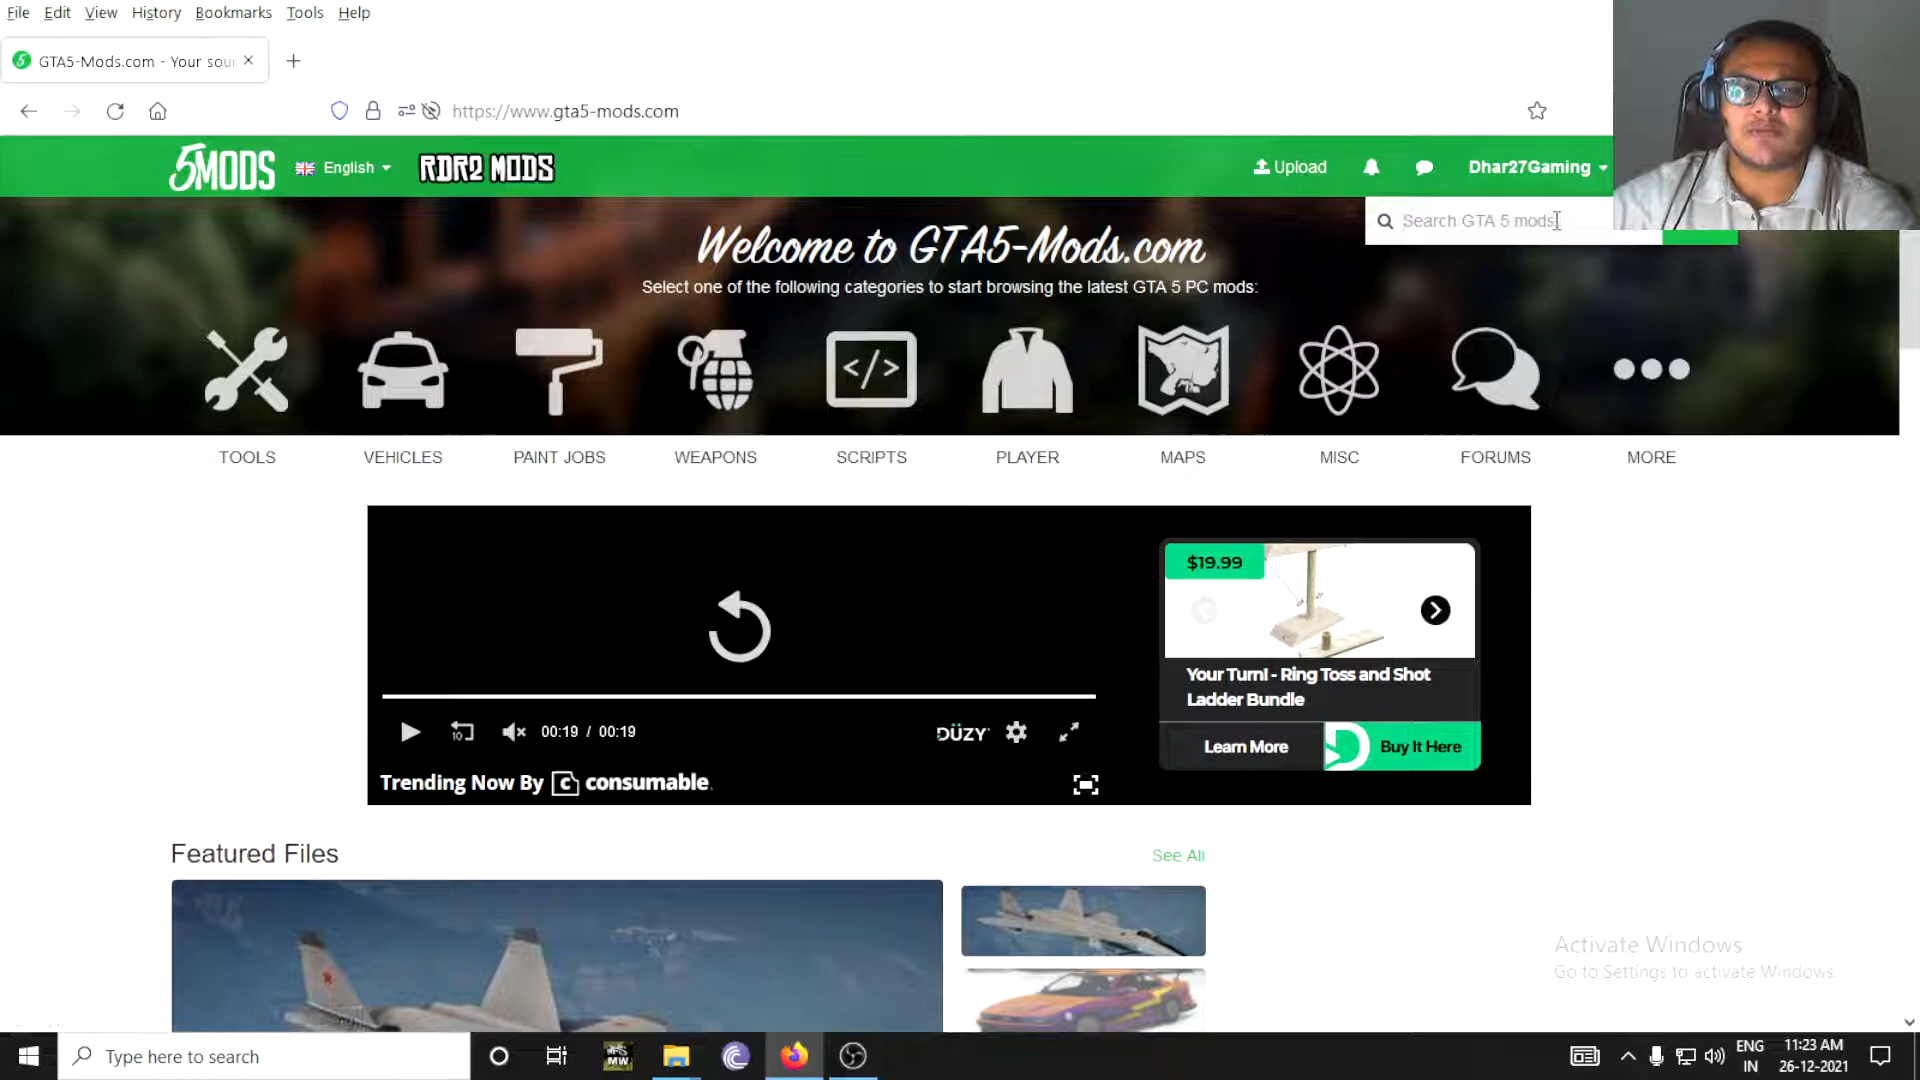 File Edit View History Bookmarks Tools Help
GTA5-Mods.com - Your sour
https://www.gta5-mods.com
5MODS English RDR2 MODS Upload Dhar27Gaming
Search GTA 5 mods
Welcome to GTA5-Mods.com
Select one of the following categories to start browsing the latest GTA 5 PC mods:
TOOLS VEHICLES PAINT JOBS WEAPONS SCRIPTS PLAYER MAPS MISC FORUMS MORE
$19.99
Your Turn! - Ring Toss and Shot
Ladder Bundle
10 00:19 / 00:19 DÜZY
Learn More Buy It Here
Trending Now By consumable.
Featured Files See All
Activate Windows
Go to Settings to activate Windows.
Type here to search
NFS
MW
ENG
IN
11:23 AM
26-12-2021